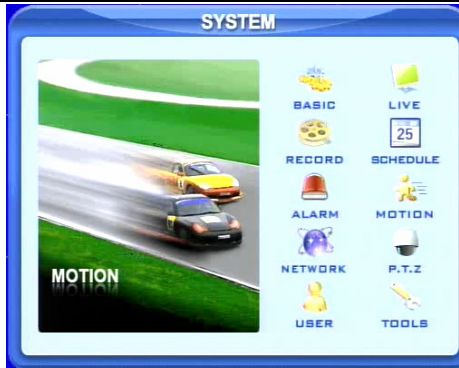 SYSTEM
BASIC
LIVE
RECORD
25
SCHEDULE
ALARM
MOTION
NETWORK
P.T.Z
MOTION
USER
TOOLS